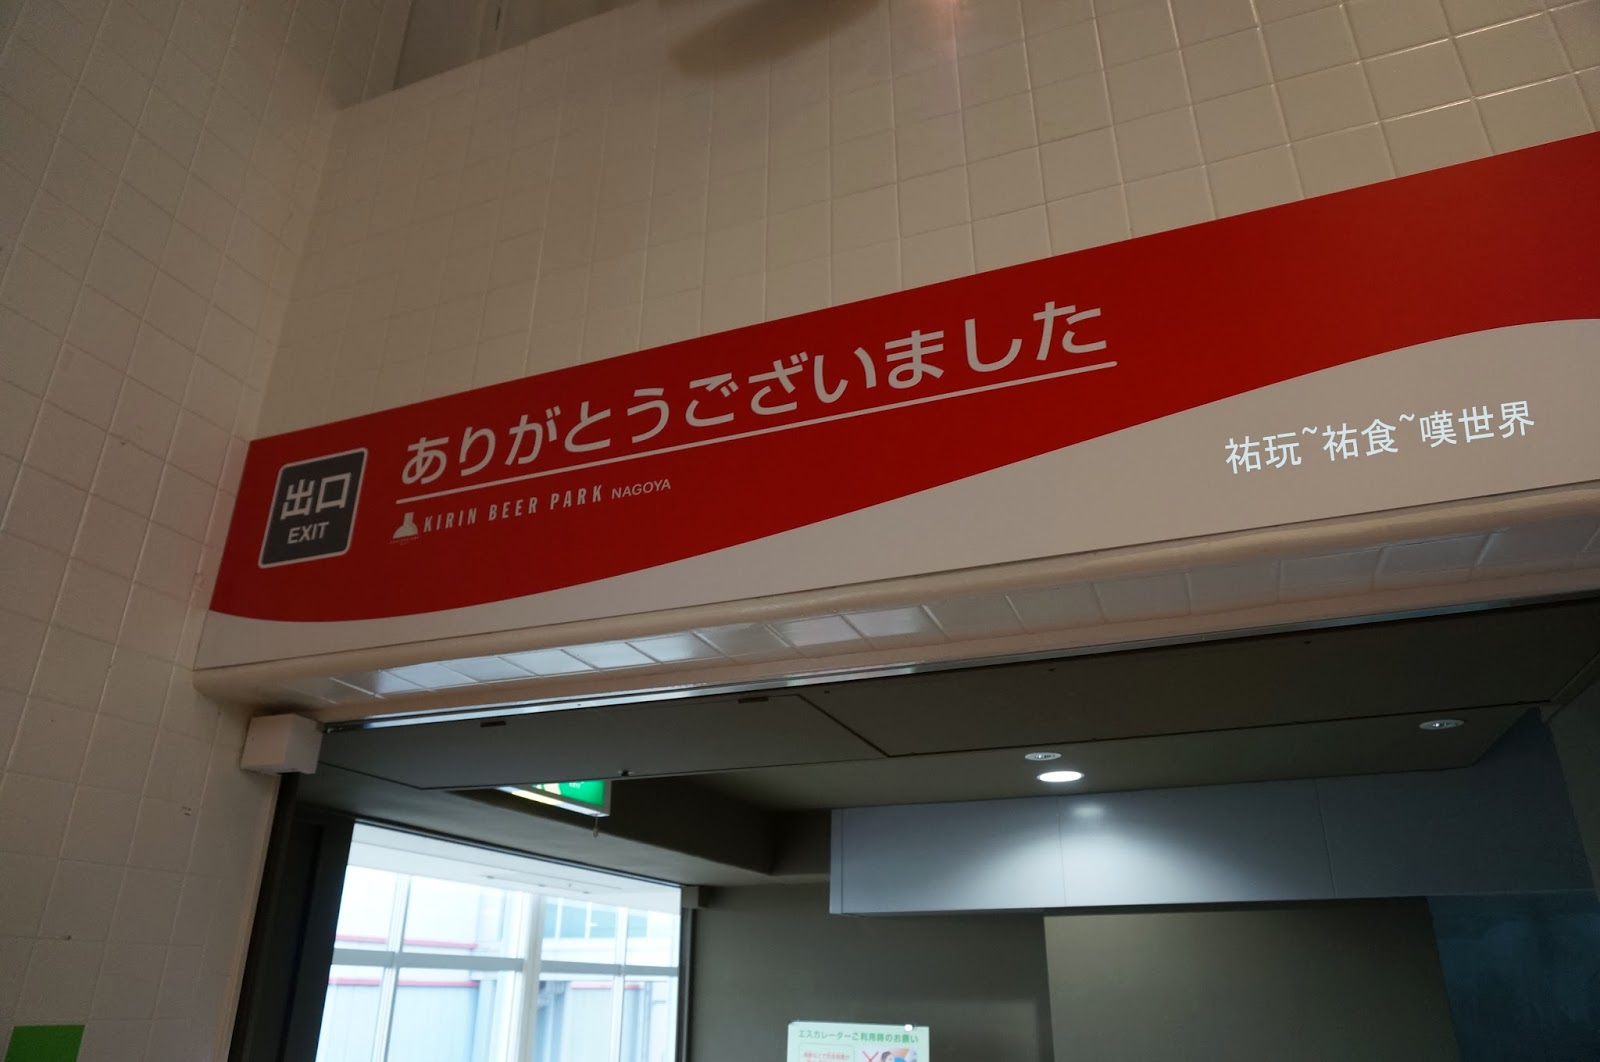 ありがとうございました
出口
EXIT
KIRIN BEER PARK NAGOYA
祐玩~祐食~嘆世界
エスカレーターご利用時のお願い